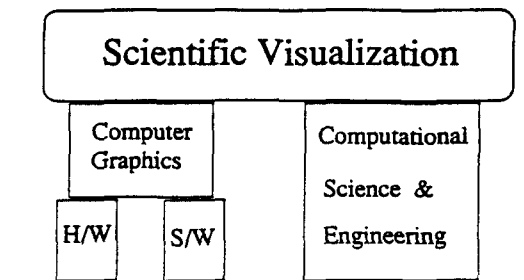 Scientific Visualization
Computer
Graphics
H/W
S/W
Computational
Science &
Engineering